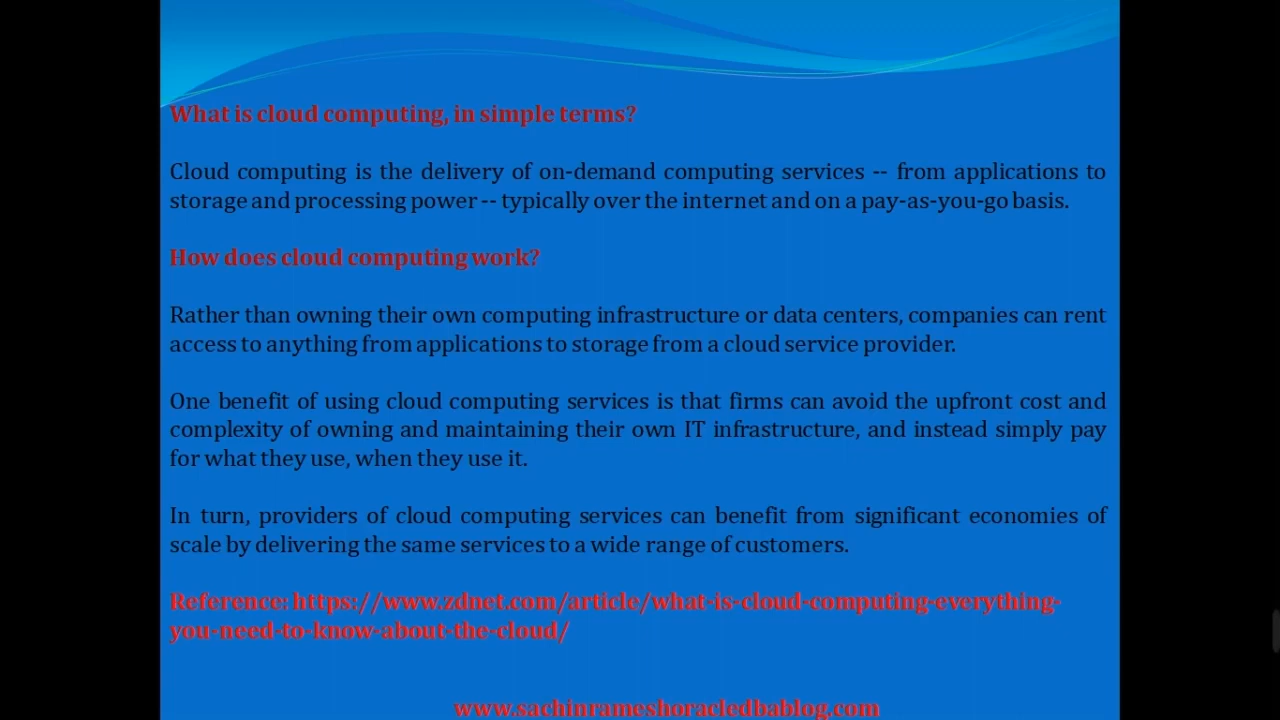 What is cloud computing, in simple terms?
Cloud computing is the delivery of on-demand computing services -- from applications to
storage and processing power -- typically over the internet and on a pay-as-you-go basis.
How does cloud computing work?
Rather than owning their own computing infrastructure or data centers, companies can rent
access to anything from applications to storage from a cloud service provider.
One benefit of using cloud computing services is that firms can avoid the upfront cost and
complexity of owning and maintaining their own IT infrastructure, and instead simply pay
for what they use, when they use it.
In turn, providers of cloud computing services can benefit from significant economies of
scale by delivering the same services to a wide range of customers.
Reference: https://www.zdnet.com/article/what-is-cloud-computing-everything-
you-need-to-know-about-the-cloud/
www.sachinrameshoracledbablog.com